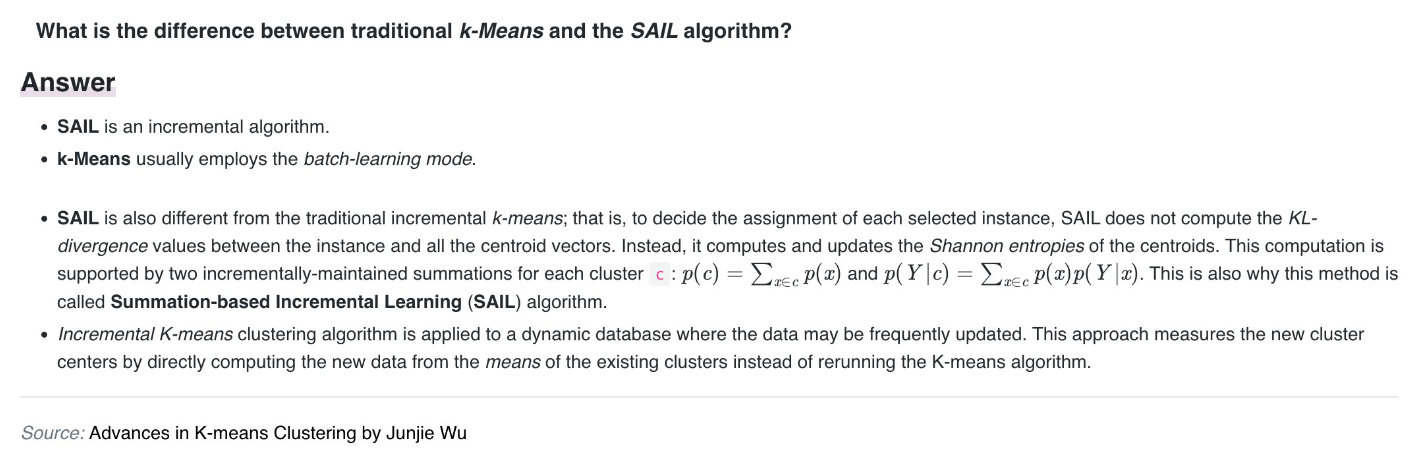 What is the difference between traditional k-Means and the SAIL algorithm?
Answer
• SAIL is an incremental algorithm.
• k-Means usually employs the batch-learning mode.
• SAIL is also different from the traditional incremental k-means; that is, to decide the assignment of each selected instance, SAIL does not compute the KL-
divergence values between the instance and all the centroid vectors. Instead, it computes and updates the Shannon entropies of the centroids. This computation is
supported by two incrementally-maintained summations for each cluster c : p(c) = ∑x∈c p(x) and p(Y|c) = ∑x∈c p(x)p(Y|x). This is also why this method is
called Summation-based Incremental Learning (SAIL) algorithm.
• Incremental K-means clustering algorithm is applied to a dynamic database where the data may be frequently updated. This approach measures the new cluster
centers by directly computing the new data from the means of the existing clusters instead of rerunning the K-means algorithm.
Source: Advances in K-means Clustering by Junjie Wu